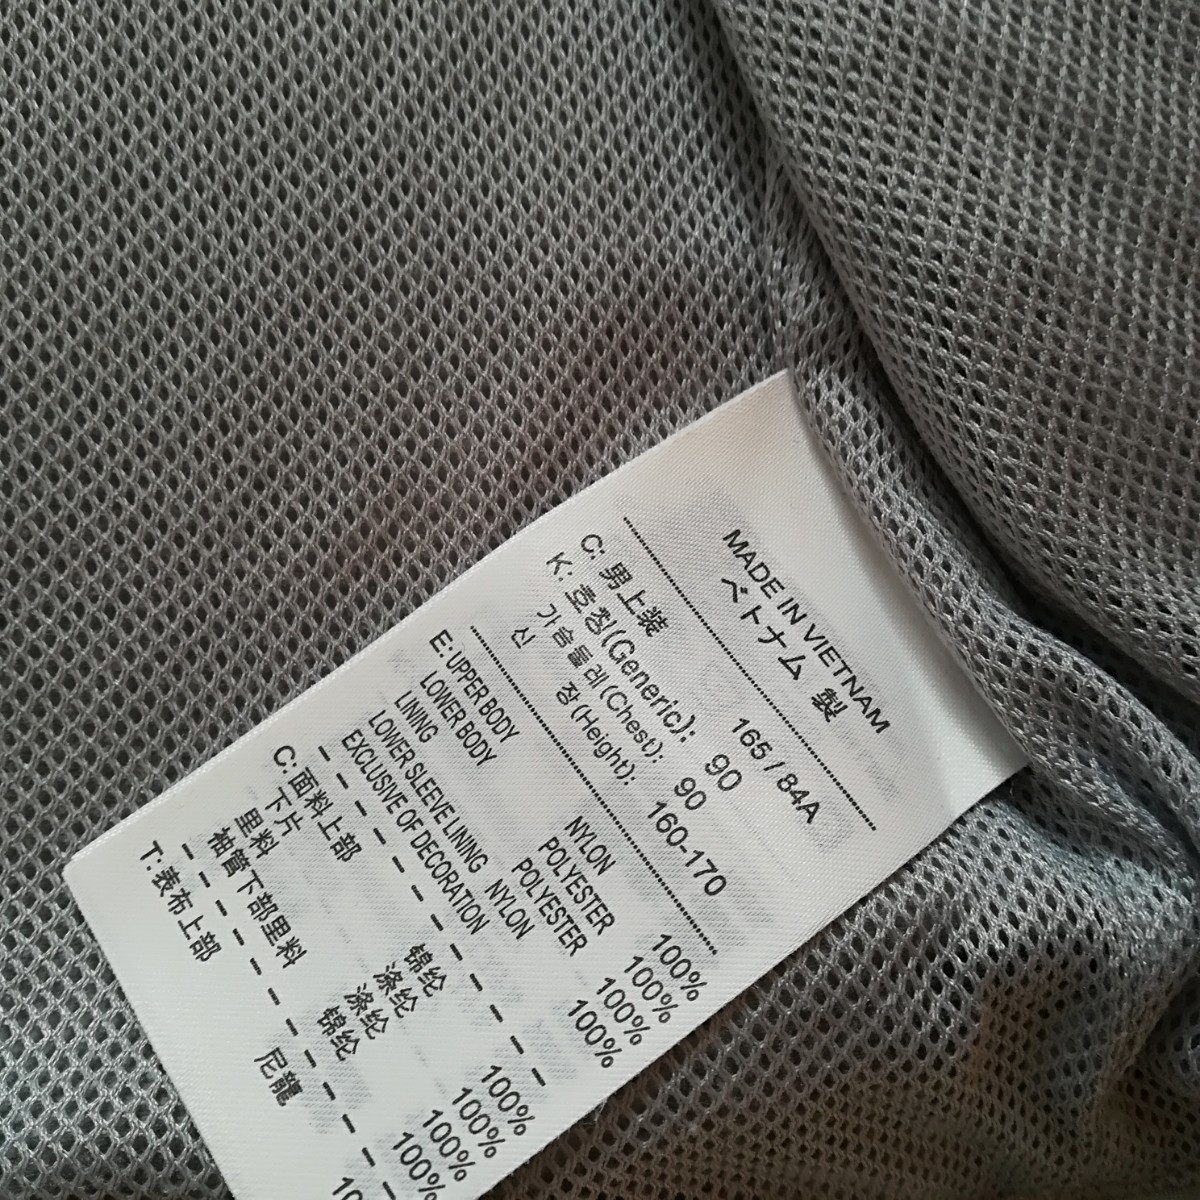 MADE IN VIETNAM
ベトナム 製
C: 男上装 165 / 84A
K: 호칭(Generic): 90
가슴둘레(Chest): 90
신 장(Height): 160-170
E: UPPER BODY NYLON 100%
LOWER BODY POLYESTER 100%
LINING POLYESTER 100%
LOWER SLEEVE LINING NYLON 100%
EXCLUSIVE OF DECORATION
C: 面料上部 锦纶 100%
下片 涤纶 100%
里料 涤纶 100%
袖管下部里料 锦纶 100%
T: 表布上部 尼龍 10